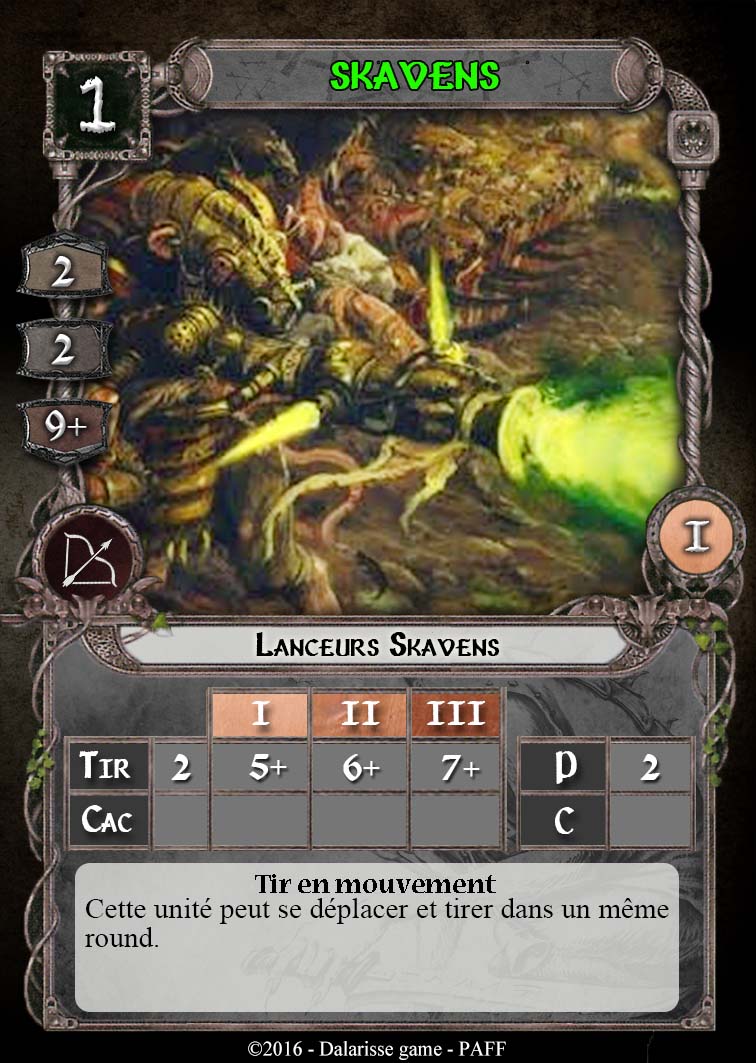 1
SKAVENS
2
2
9+
I
Lanceurs Skavens
I II III
Tir 2 5+ 6+ 7+ P 2
Cac C
Tir en mouvement
Cette unité peut se déplacer et tirer dans un même
round.
©2016 - Dalarisse game - PAFF